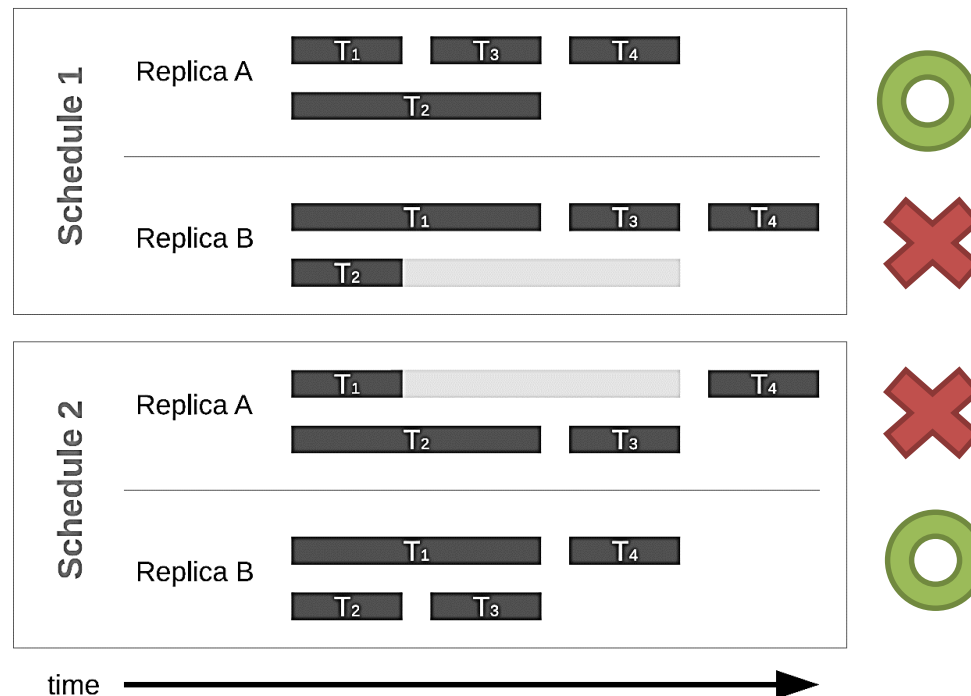 Schedule 1
Replica A
T1 T3 T4
T2
Replica B
T1 T3 T4
T2
Schedule 2
Replica A
T1 T4
T2 T3
Replica B
T1 T4
T2 T3
time